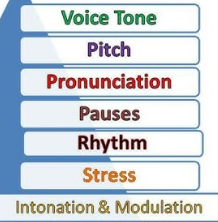 Voice Tone
Pitch
Pronunciation
Pauses
Rhythm
Stress
Intonation & Modulation